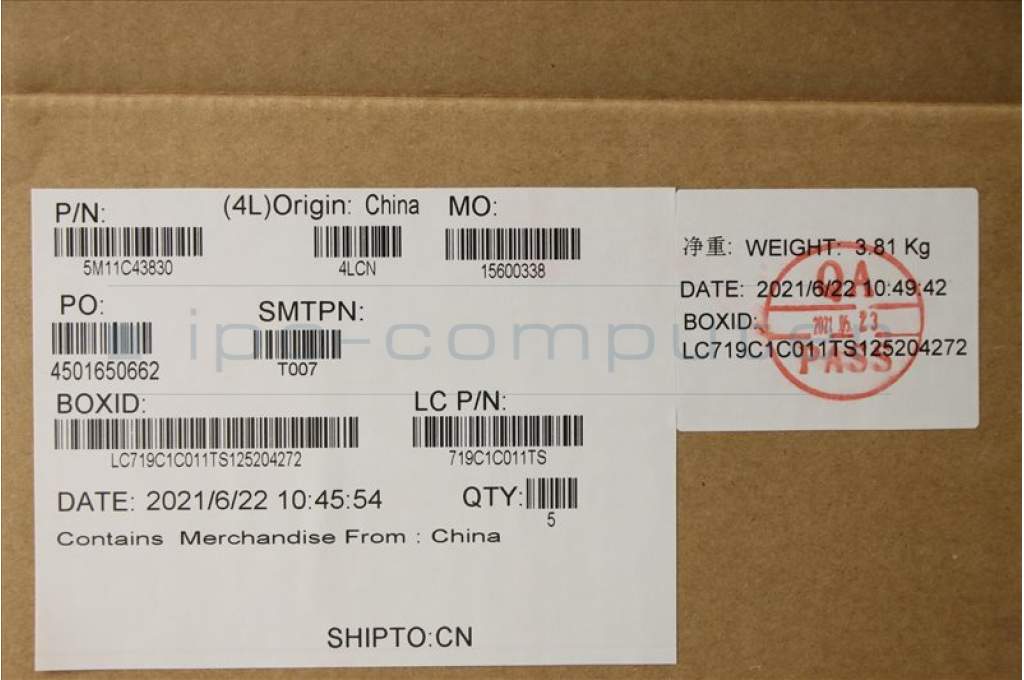 P/N: (4L)Origin: China MO:
5M11C43830 4LCN 15600338
PO: SMTPN:
4501650662 T007
BOXID: LC P/N:
LC719C1C011TS125204272 719C1C011TS
DATE: 2021/6/22 10:45:54 QTY:
5
Contains Merchandise From : China
SHIPTO:CN
净重: WEIGHT: 3.81 Kg
DATE: 2021/6/22 10:49:42
BOXID:
LC719C1C011TS125204272
QA
23
PASS
ipc-computer